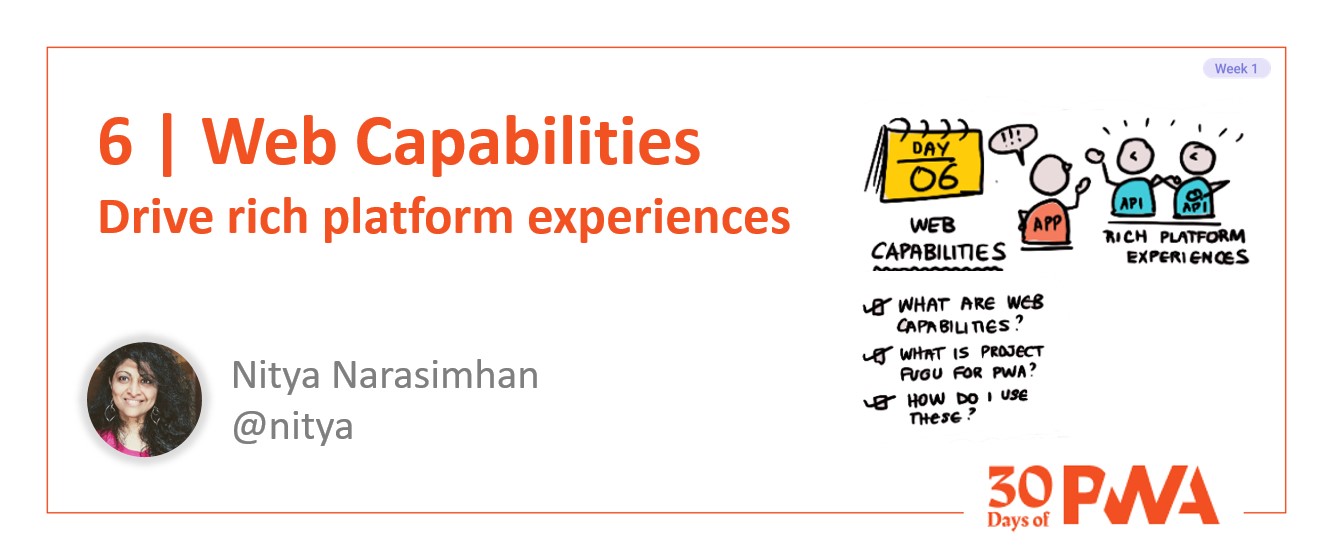 Week 1
6 | Web Capabilities
Drive rich platform experiences
Nitya Narasimhan
@nitya
DAY
06
WEB
CAPABILITIES
!!!
APP
API
API
RICH PLATFORM
EXPERIENCES
WHAT ARE WEB
CAPABILITIES?
WHAT IS PROJECT
FUGU FOR PWA?
HOW DO I USE
THESE?
30
Days of
PWA